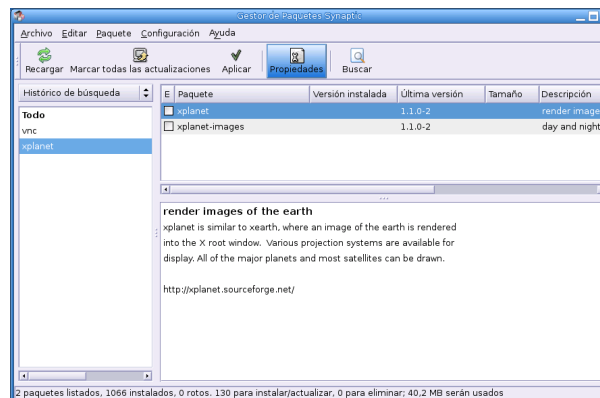 Gestor de Paquetes Synaptic
Archivo Editar Paquete Configuración Ayuda
Recargar Marcar todas las actualizaciones Aplicar Propiedades Buscar
Histórico de búsqueda
Todo
vnc
xplanet
E Paquete Versión instalada Última versión Tamaño Descripción
xplanet 1.1.0-2 render image
xplanet-images 1.1.0-2 day and night
render images of the earth
xplanet is similar to xearth, where an image of the earth is rendered
into the X root window. Various projection systems are available for
display. All of the major planets and most satellites can be drawn.
http://xplanet.sourceforge.net/
2 paquetes listados, 1066 instalados, 0 rotos. 130 para instalar/actualizar, 0 para eliminar; 40,2 MB serán usados